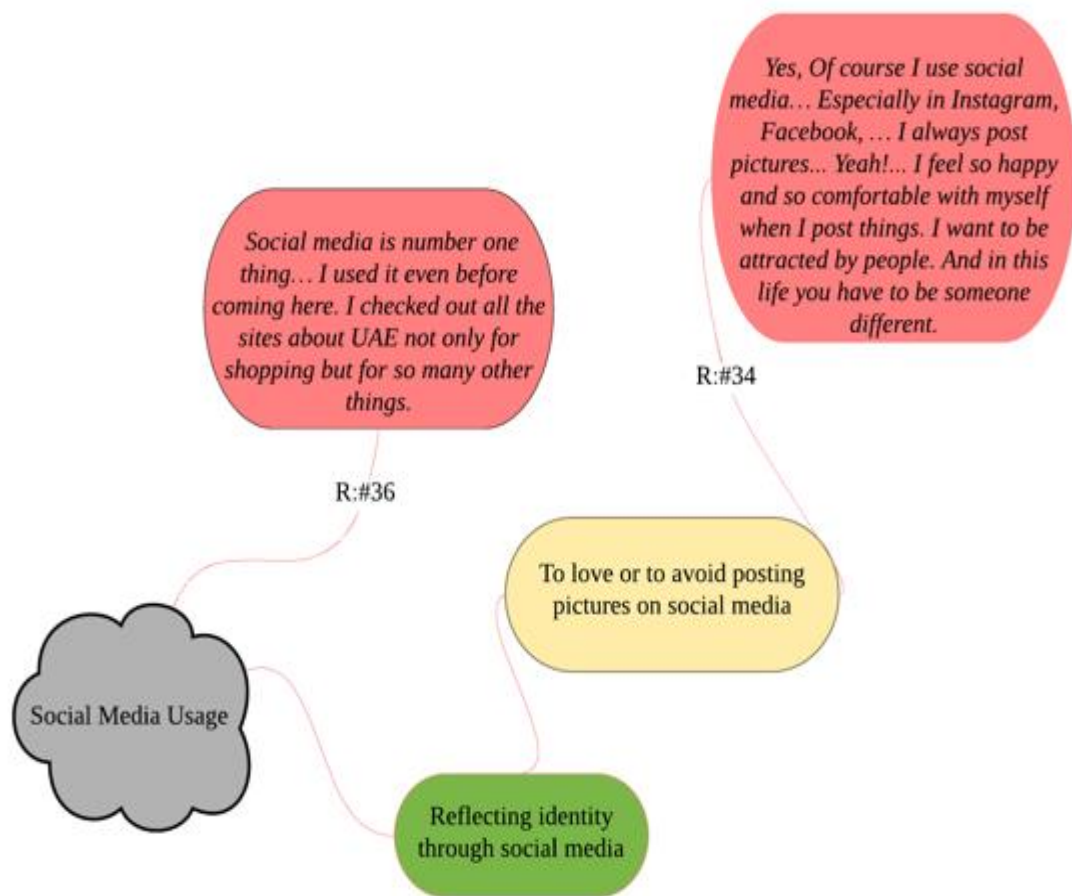 Yes, Of course I use social
media… Especially in Instagram,
Facebook, … I always post
pictures... Yeah!... I feel so happy
and so comfortable with myself
when I post things. I want to be
attracted by people. And in this
life you have to be someone
different.
Social media is number one
thing… I used it even before
coming here. I checked out all the
sites about UAE not only for
shopping but for so many other
things.
R:#34
R:#36
To love or to avoid posting
pictures on social media
Social Media Usage
Reflecting identity
through social media